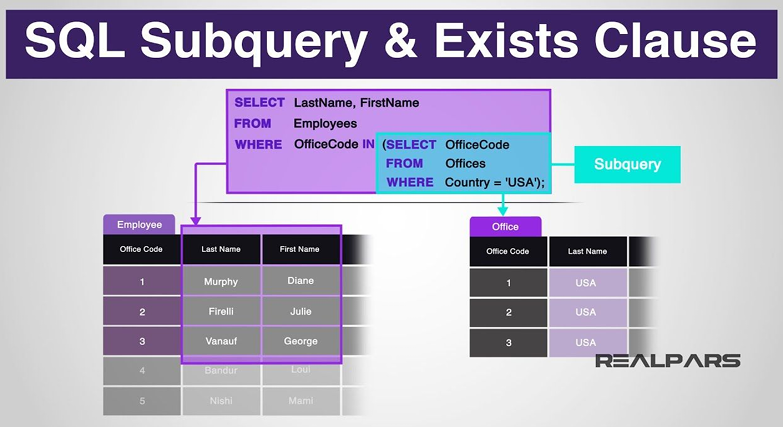 SQL Subquery & Exists Clause
SELECT LastName, FirstName
FROM Employees
WHERE OfficeCode IN (SELECT OfficeCode
FROM Offices
WHERE Country = 'USA');
Subquery
Employee
Office Code Last Name First Name
1 Murphy Diane
2 Firelli Julie
3 Vanauf George
4 Bandur Loui
5 Nishi Mami
Office
Office Code Last Name
1 USA
2 USA
3 USA
REALPARS